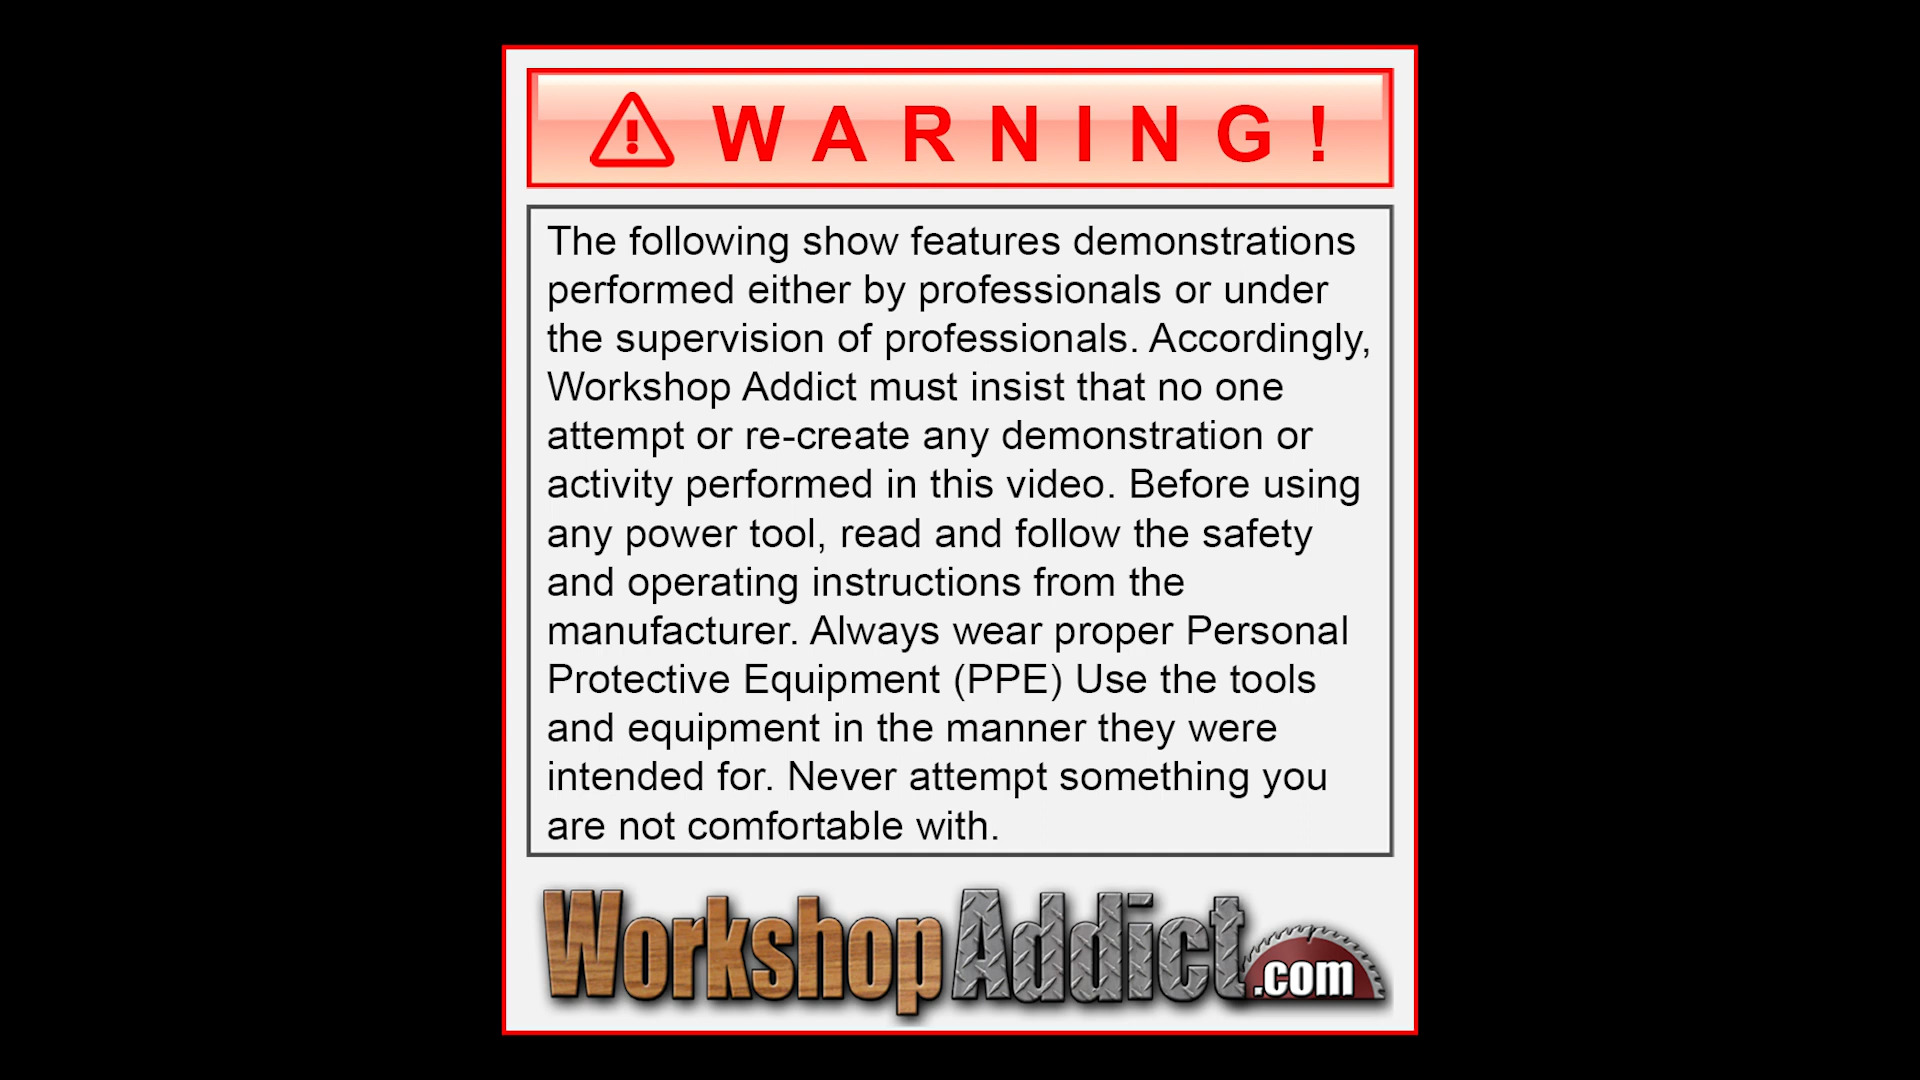 WARNING!
The following show features demonstrations
performed either by professionals or under
the supervision of professionals. Accordingly,
Workshop Addict must insist that no one
attempt or re-create any demonstration or
activity performed in this video. Before using
any power tool, read and follow the safety
and operating instructions from the
manufacturer. Always wear proper Personal
Protective Equipment (PPE) Use the tools
and equipment in the manner they were
intended for. Never attempt something you
are not comfortable with.
WorkshopAddict.com